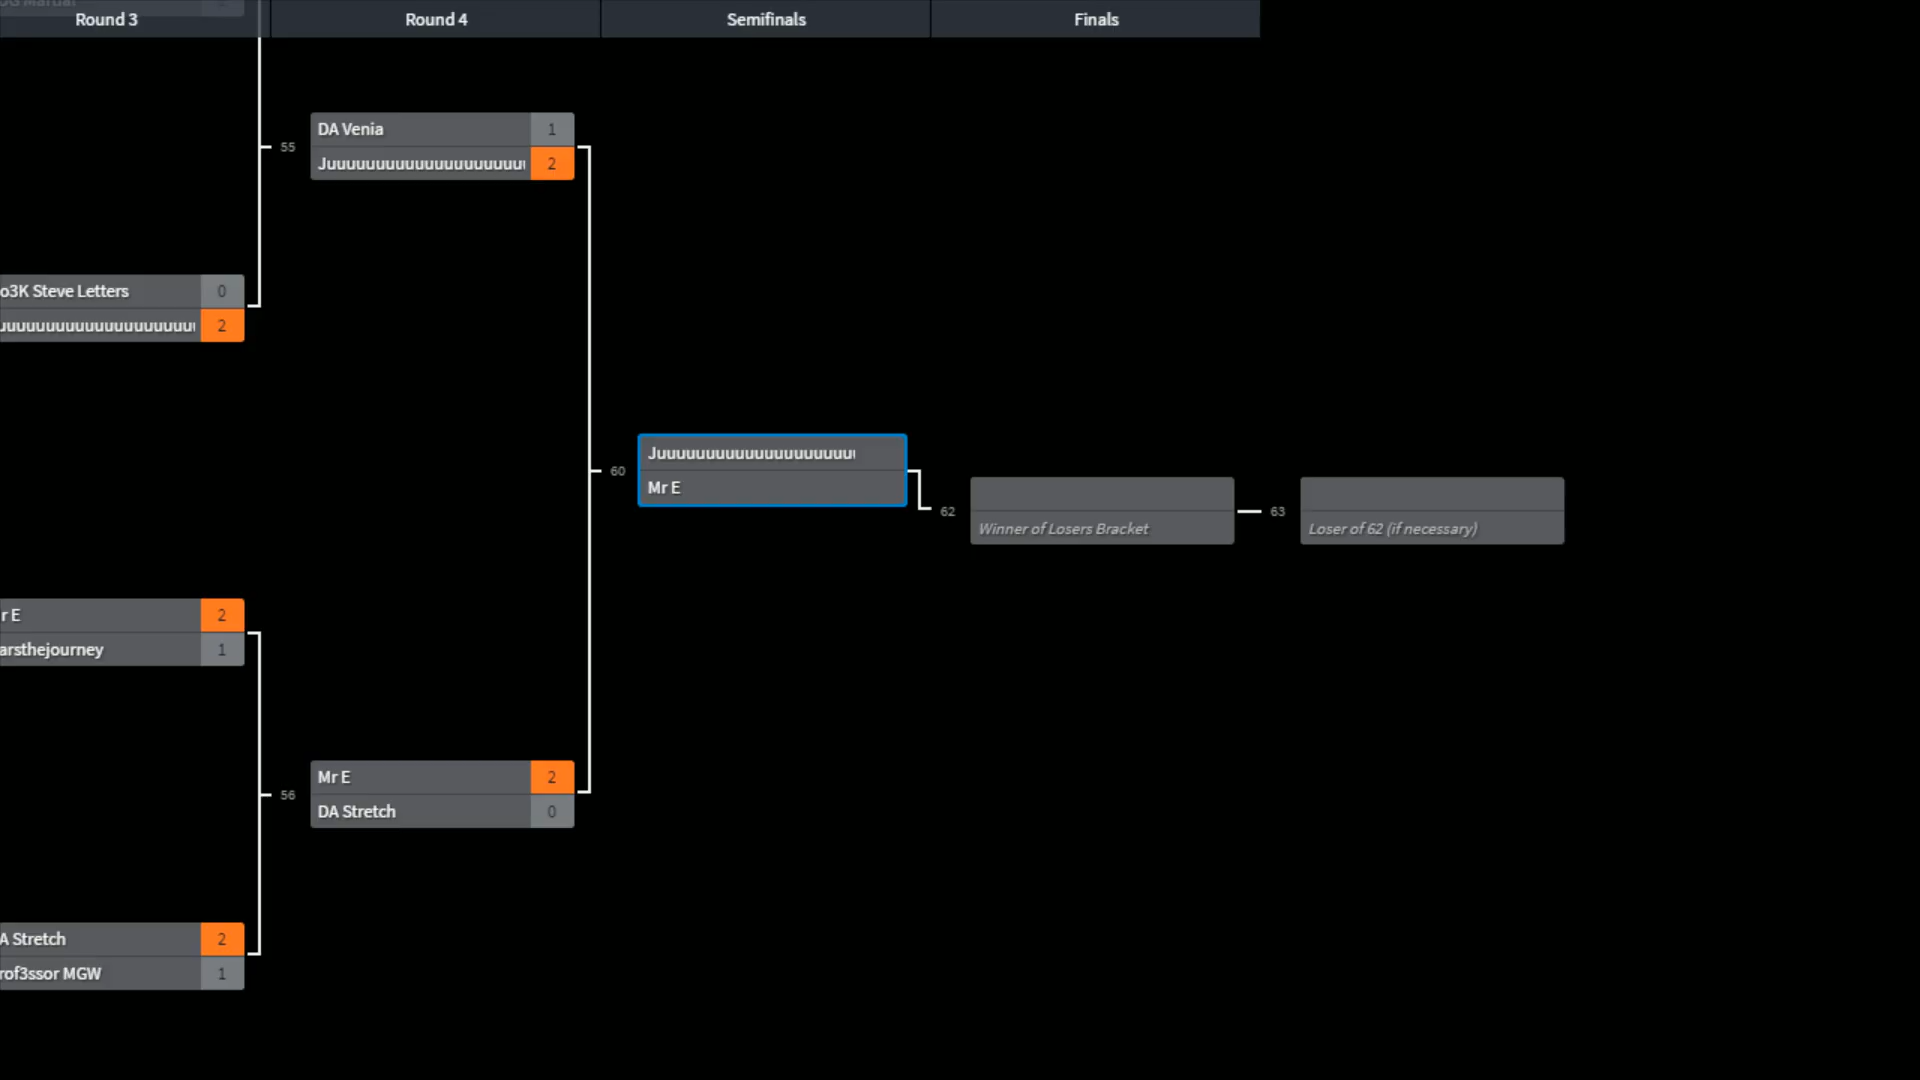 Round 3
Round 4
Semifinals
Finals
55
DA Venia 1
Juuuuuuuuuuuuuuuuuuuuu 2
o3K Steve Letters 0
uuuuuuuuuuuuuuuuuuuu 2
60
Juuuuuuuuuuuuuuuuuuuuu
Mr E
62
Winner of Losers Bracket
63
Loser of 62 (if necessary)
r E 2
arsthejourney 1
56
Mr E 2
DA Stretch 0
A Stretch 2
rof3ssor MGW 1